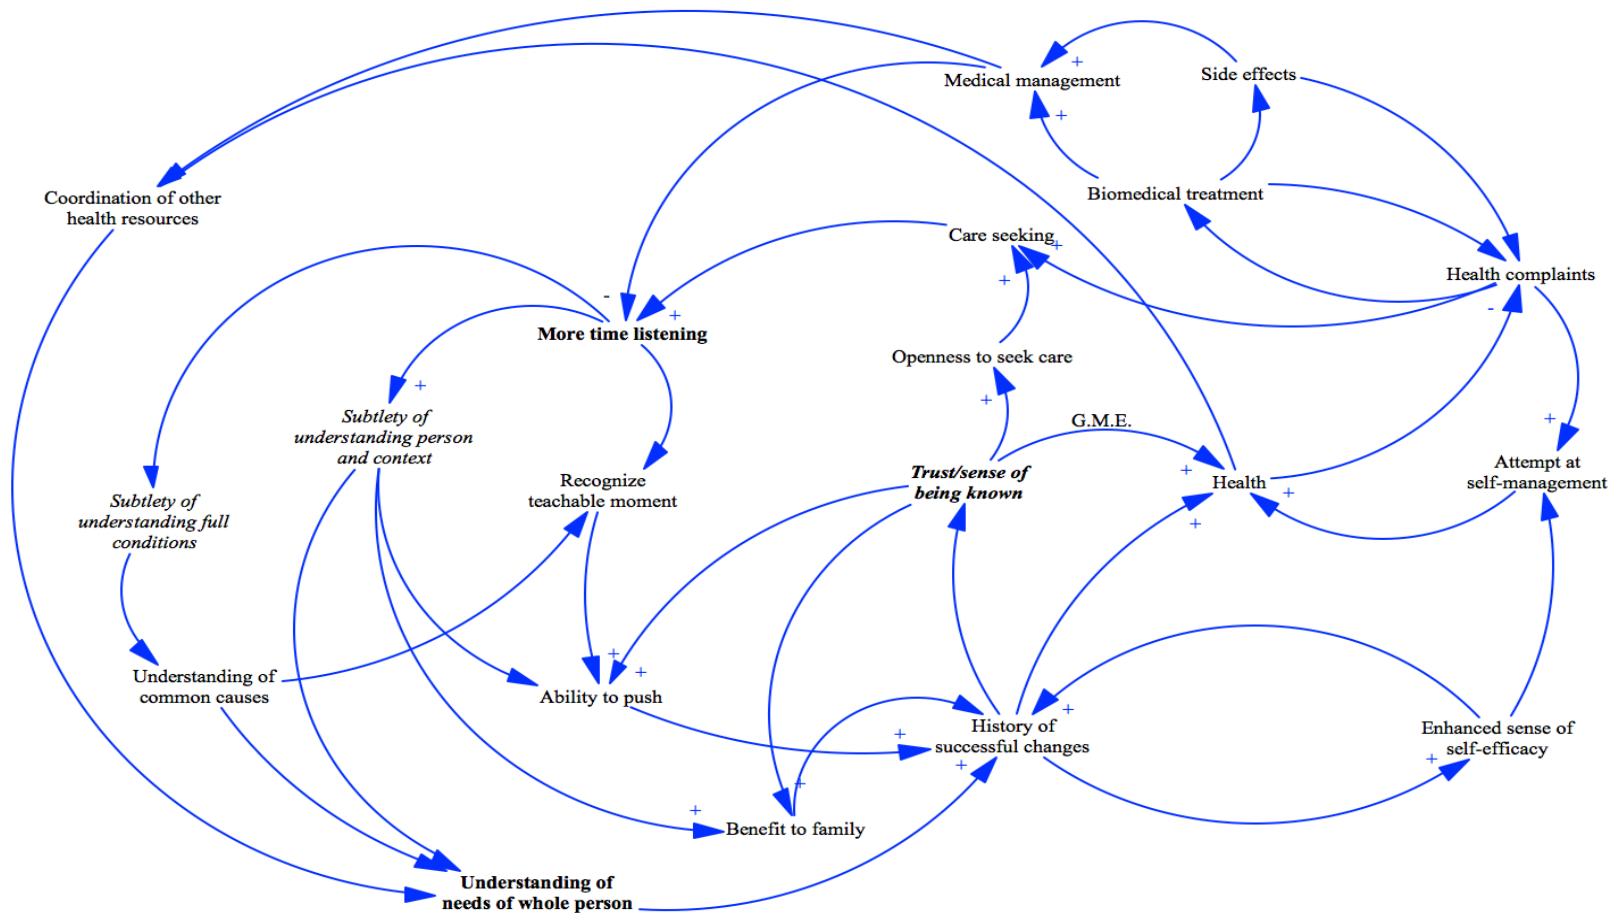 Side effects
+
Medical management
+
Biomedical treatment
Coordination of other
health resources
Care seeking
+
Health complaints
+
-
+
-
More time listening
Openness to seek care
+
+
+
G.M.E.
Subtlety of
understanding person
and context
Attempt at
self-management
Trust/sense of
being known
+
Health
+
Recognize
teachable moment
Subtlety of
understanding full
conditions
+
+
+
Understanding of
common causes
Ability to push
+
History of
successful changes
+
+
Enhanced sense of
self-efficacy
+
+
+
Benefit to family
Understanding of
needs of whole person